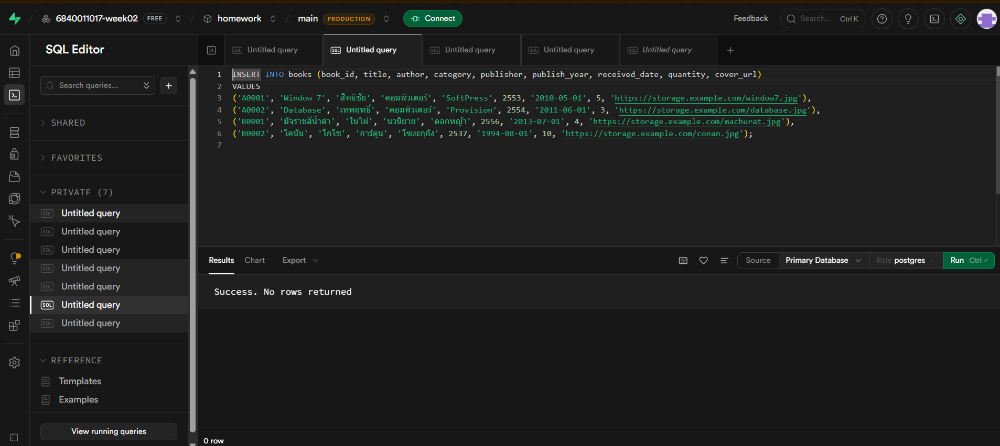 6840011017-week02 FREE / homework / main PRODUCTION Connect Feedback Search... Ctrl K
SQL Editor
Untitled query
Untitled query
Untitled query
Untitled query
Untitled query
Search queries...
SHARED
FAVORITES
PRIVATE (7)
Untitled query
Untitled query
Untitled query
Untitled query
Untitled query
Untitled query
Untitled query
REFERENCE
Templates
Examples
View running queries
1 INSERT INTO books (book_id, title, author, category, publisher, publish_year, received_date, quantity, cover_url)
2 VALUES
3 ('A0001', 'Window 7', 'สิทธิชัย', 'คอมพิวเตอร์', 'SoftPress', 2553, '2010-05-01', 5, 'https://storage.example.com/window7.jpg'),
4 ('A0002', 'Database', 'เทพฤทธิ์', 'คอมพิวเตอร์', 'Provision', 2554, '2011-06-01', 3, 'https://storage.example.com/database.jpg'),
5 ('B0001', 'มัจุราชสีน้ำดำ', 'ใบไผ่', 'นวนิยาย', 'ดอกหญ้า', 2556, '2013-07-01', 4, 'https://storage.example.com/machurat.jpg'),
6 ('B0002', 'โคนัน', 'โกโช', 'การ์ตูน', 'โซงะกุกัง', 2537, '1994-08-01', 10, 'https://storage.example.com/conan.jpg');
7
Results Chart Export Source Primary Database Role postgres Run Ctrl ↵
Success. No rows returned
0 row